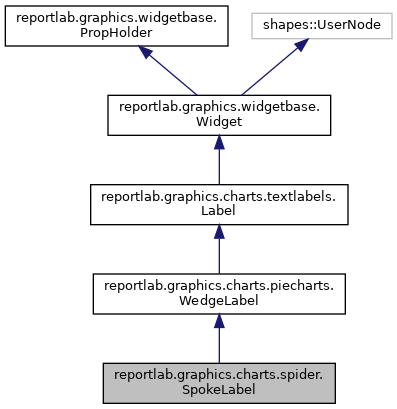 reportlab.graphics.widgetbase.
PropHolder
shapes::UserNode
reportlab.graphics.widgetbase.
Widget
reportlab.graphics.charts.textlabels.
Label
reportlab.graphics.charts.piecharts.
WedgeLabel
reportlab.graphics.charts.spider.
SpokeLabel